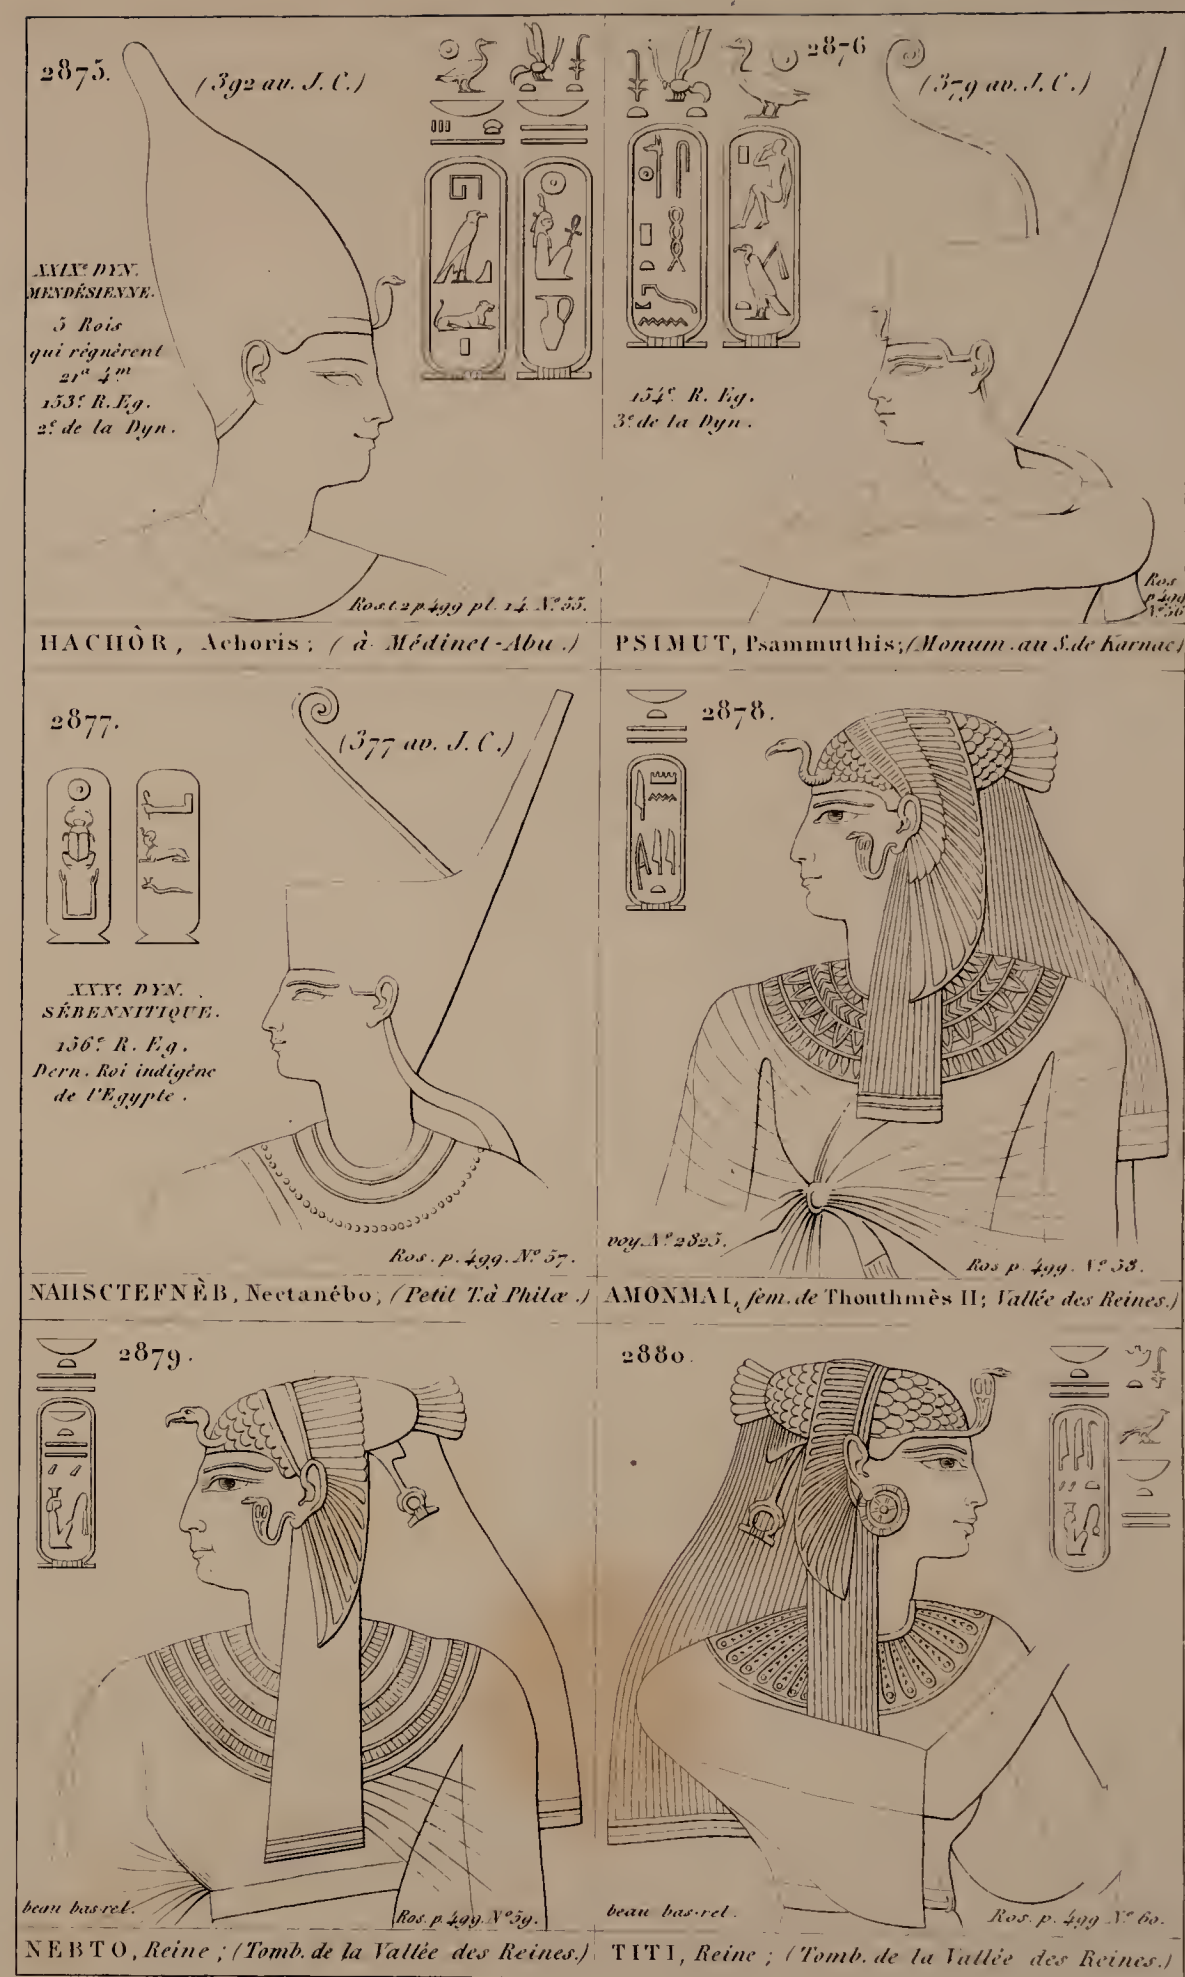 2875.
(392 av. J. C.)
XXIXe DYN.
MENDÉSIENNE.
5 Rois
qui régnèrent
21a 4m
153e R. Eg.
2e de la Dyn.
Ros. t. 2 p. 499 pl. 14. No 55.
HACHÒR, Achoris; (à Médinet-Abu.)
2876
(379 av. J. C.)
154e R. Eg.
3e de la Dyn.
Ros
p. 499
No 56
PSIMUT, Psammuthis; (Monum. au S. de Karnac)
2877.
(377 av. J. C.)
XXXe DYN.
SÉBENNITIQUE.
156e R. Eg.
Dern. Roi indigène
de l'Egypte.
Ros. p. 499. No 57.
NAHSCTEFNÈB, Nectanébo; (Petit T. à Philæ.)
2878.
voy. No 2825.
Ros p. 499. No 58.
AMONMAI, fem. de Thouthmès II; Vallée des Reines.)
2879.
beau bas-rel.
Ros. p. 499. No 59.
NEBTO, Reine; (Tomb. de la Vallée des Reines.)
2880.
beau bas-rel.
Ros. p. 499 No 60.
TITI, Reine; (Tomb. de la Vallée des Reines.)